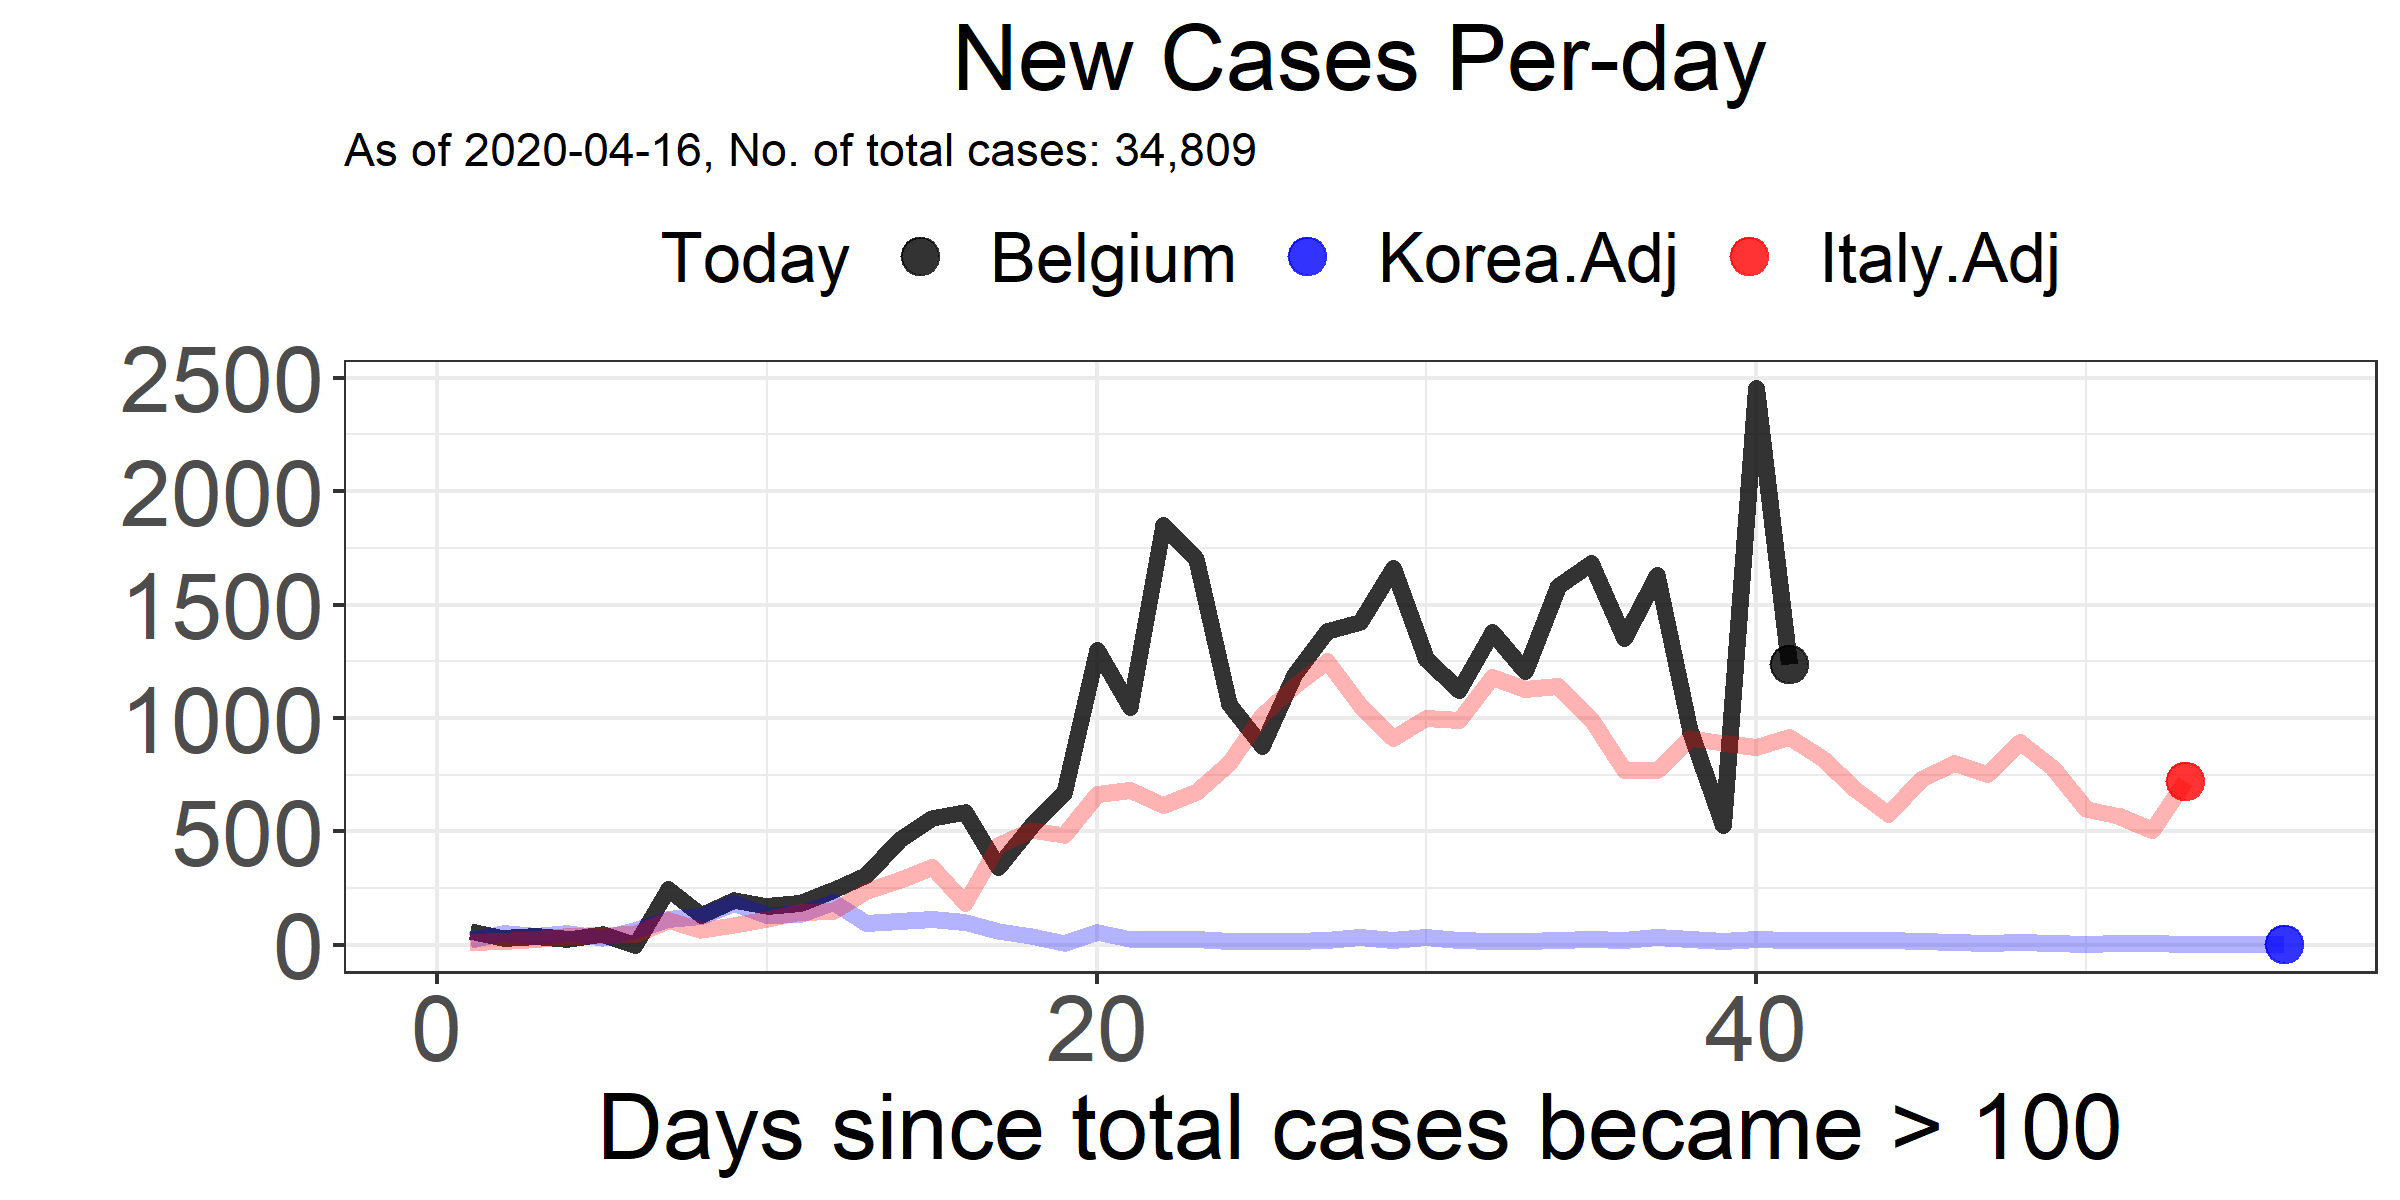 New Cases Per-day
As of 2020-04-16, No. of total cases: 34,809
Today Belgium Korea.Adj Italy.Adj
2500
2000
1500
1000
500
0
0 20 40
Days since total cases became > 100